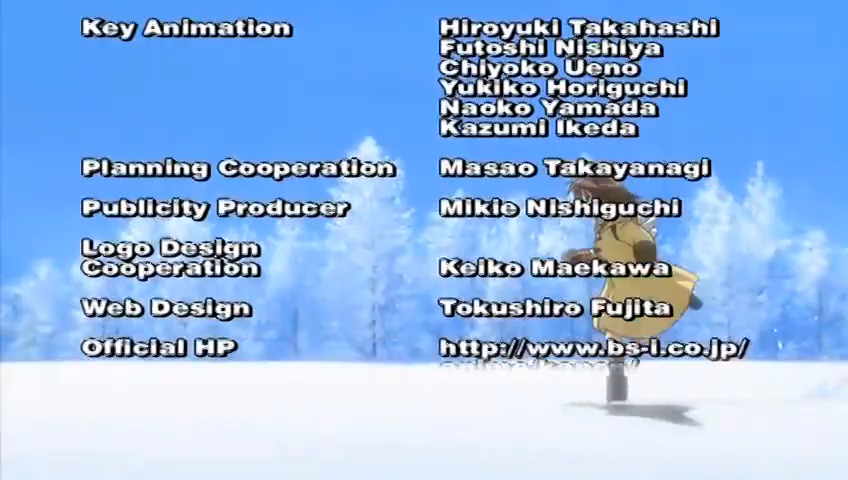 Key Animation Hiroyuki Takahashi
Futoshi Nishiya
Chiyoko Ueno
Yukiko Horiguchi
Naoko Yamada
Kazumi Ikeda
Planning Cooperation Masao Takayanagi
Publicity Producer Mikie Nishiguchi
Logo Design
Cooperation Keiko Maekawa
Web Design Tokushiro Fujita
Official HP http://www.bs-i.co.jp/